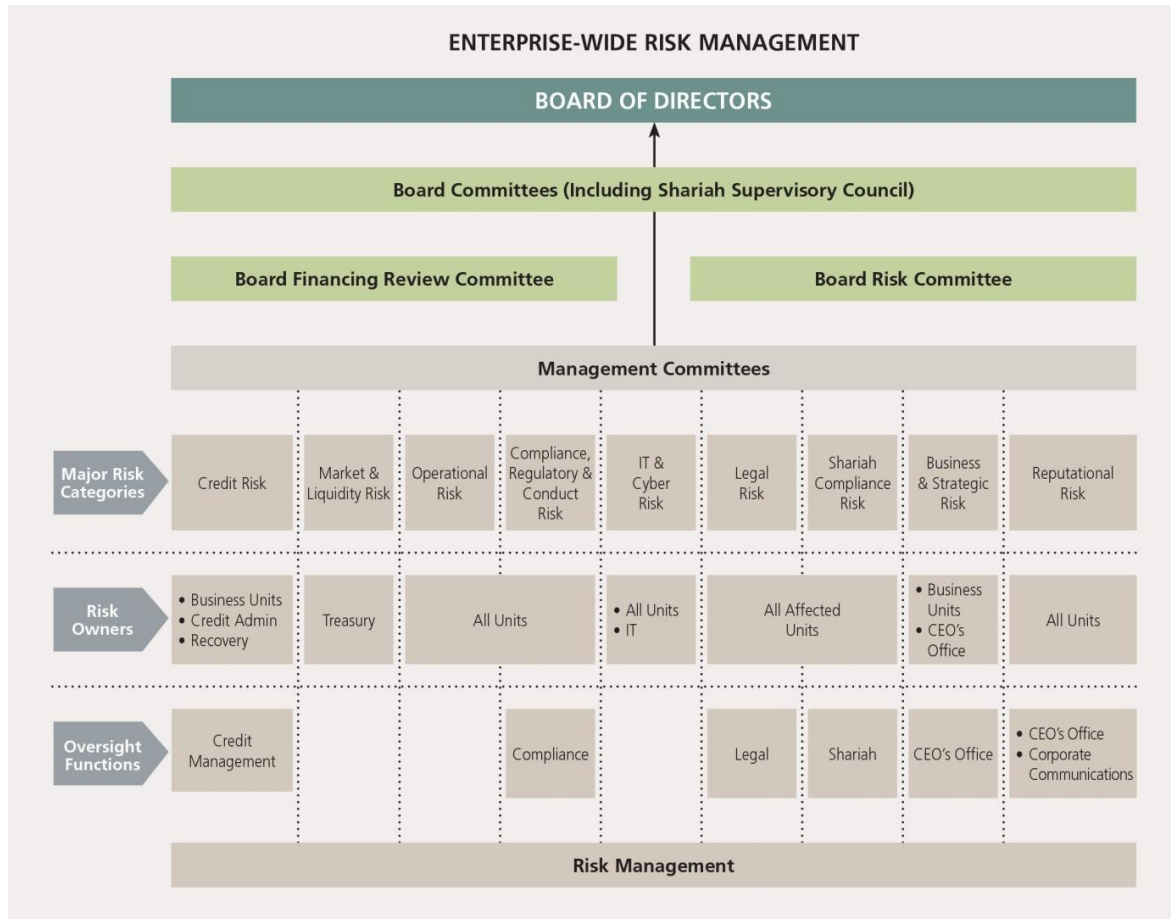 ENTERPRISE-WIDE RISK MANAGEMENT
BOARD OF DIRECTORS
Board Committees (Including Shariah Supervisory Council)
Board Financing Review Committee
Board Risk Committee
Management Committees
Major Risk
Categories
Credit Risk
Market &
Liquidity Risk
Operational
Risk
Compliance,
Regulatory &
Conduct
Risk
IT &
Cyber
Risk
Legal
Risk
Shariah
Compliance
Risk
Business
& Strategic
Risk
Reputational
Risk
Risk
Owners
• Business Units
• Credit Admin
• Recovery
Treasury
All Units
• All Units
• IT
All Affected
Units
• Business
Units
• CEO's
Office
All Units
Oversight
Functions
Credit
Management
Compliance
Legal
Shariah
CEO's Office
• CEO's Office
• Corporate
Communications
Risk Management